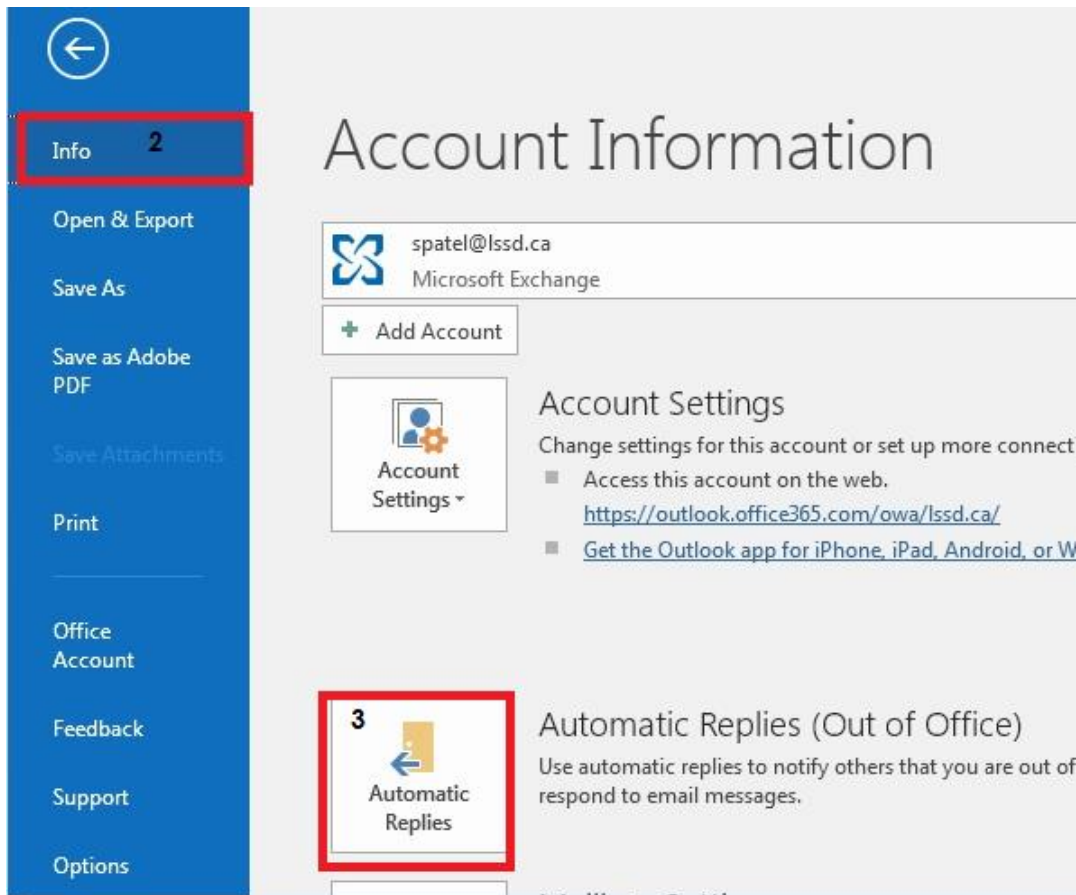 Info 2
Open & Export
Save As
Save as Adobe
PDF
Save Attachments
Print
Office
Account
Feedback
Support
Options
Account Information
spatel@lssd.ca
Microsoft Exchange
+ Add Account
Account
Settings
Account Settings
Change settings for this account or set up more connect
Access this account on the web.
https://outlook.office365.com/owa/lssd.ca/
Get the Outlook app for iPhone, iPad, Android, or W
3
Automatic
Replies
Automatic Replies (Out of Office)
Use automatic replies to notify others that you are out of
respond to email messages.